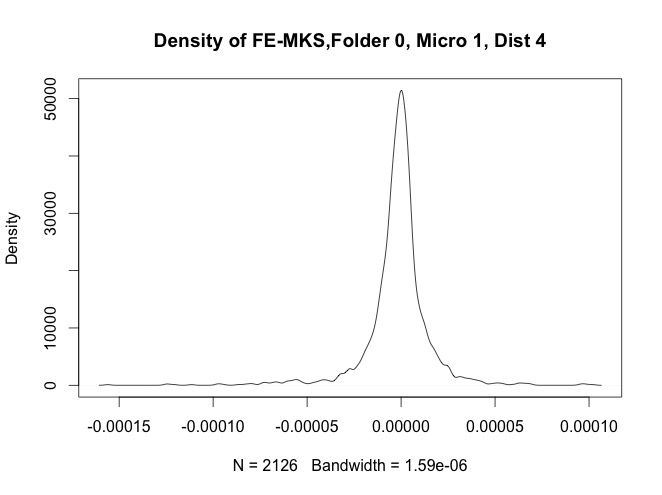 Density of FE-MKS,Folder 0, Micro 1, Dist 4
Density
50000
30000
10000
0
-0.00015 -0.00010 -0.00005 0.00000 0.00005 0.00010
N = 2126 Bandwidth = 1.59e-06